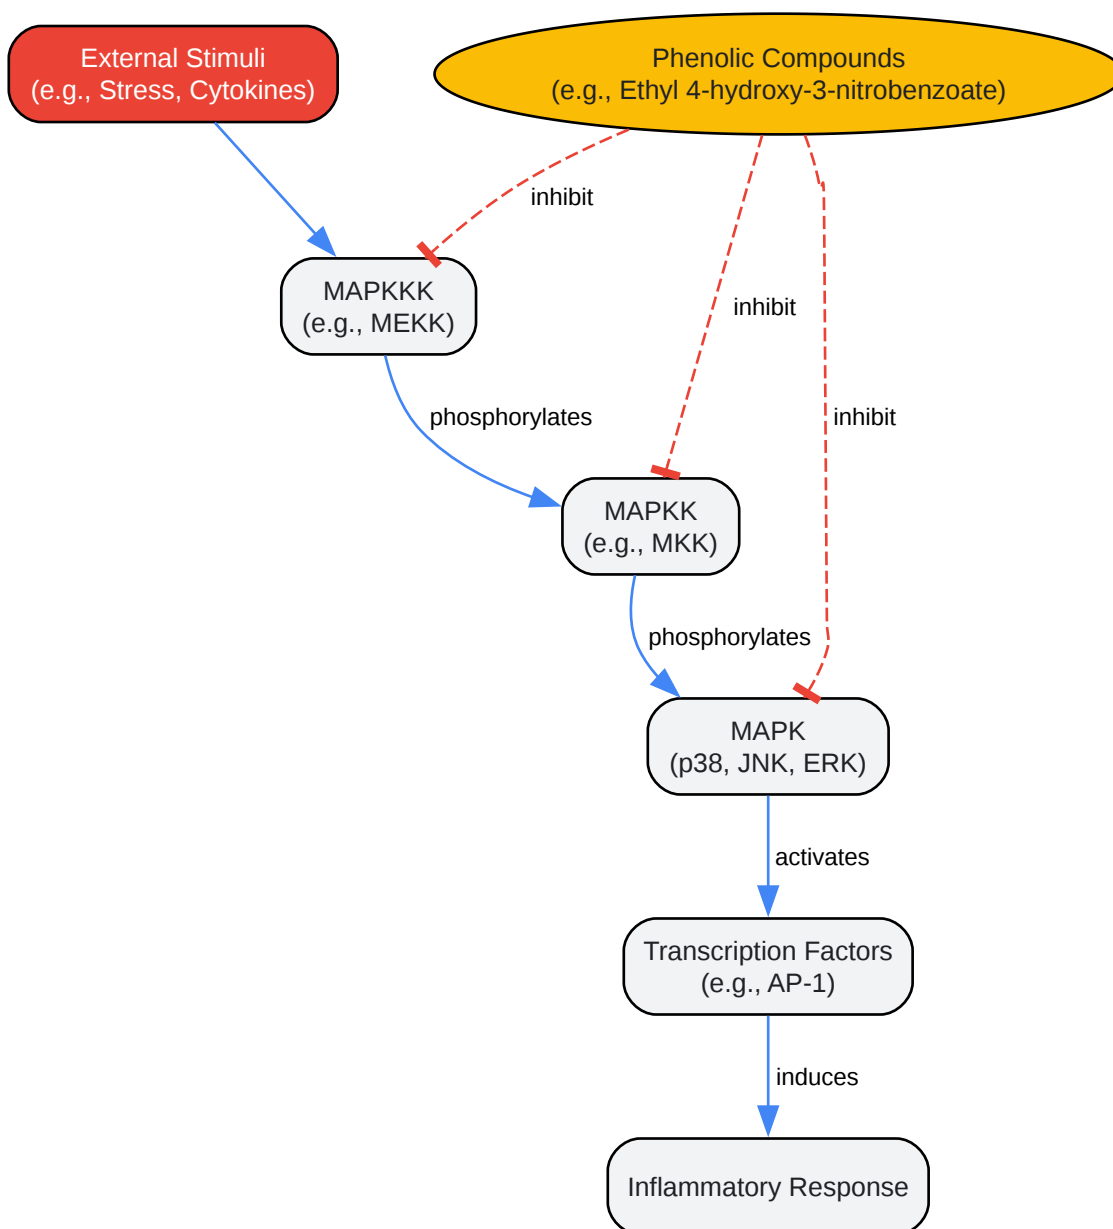 External Stimuli
(e.g., Stress, Cytokines)
Phenolic Compounds
(e.g., Ethyl 4-hydroxy-3-nitrobenzoate)
inhibit
MAPKKK
(e.g., MEKK)
inhibit
phosphorylates
inhibit
MAPKK
(e.g., MKK)
phosphorylates
MAPK
(p38, JNK, ERK)
activates
Transcription Factors
(e.g., AP-1)
induces
Inflammatory Response